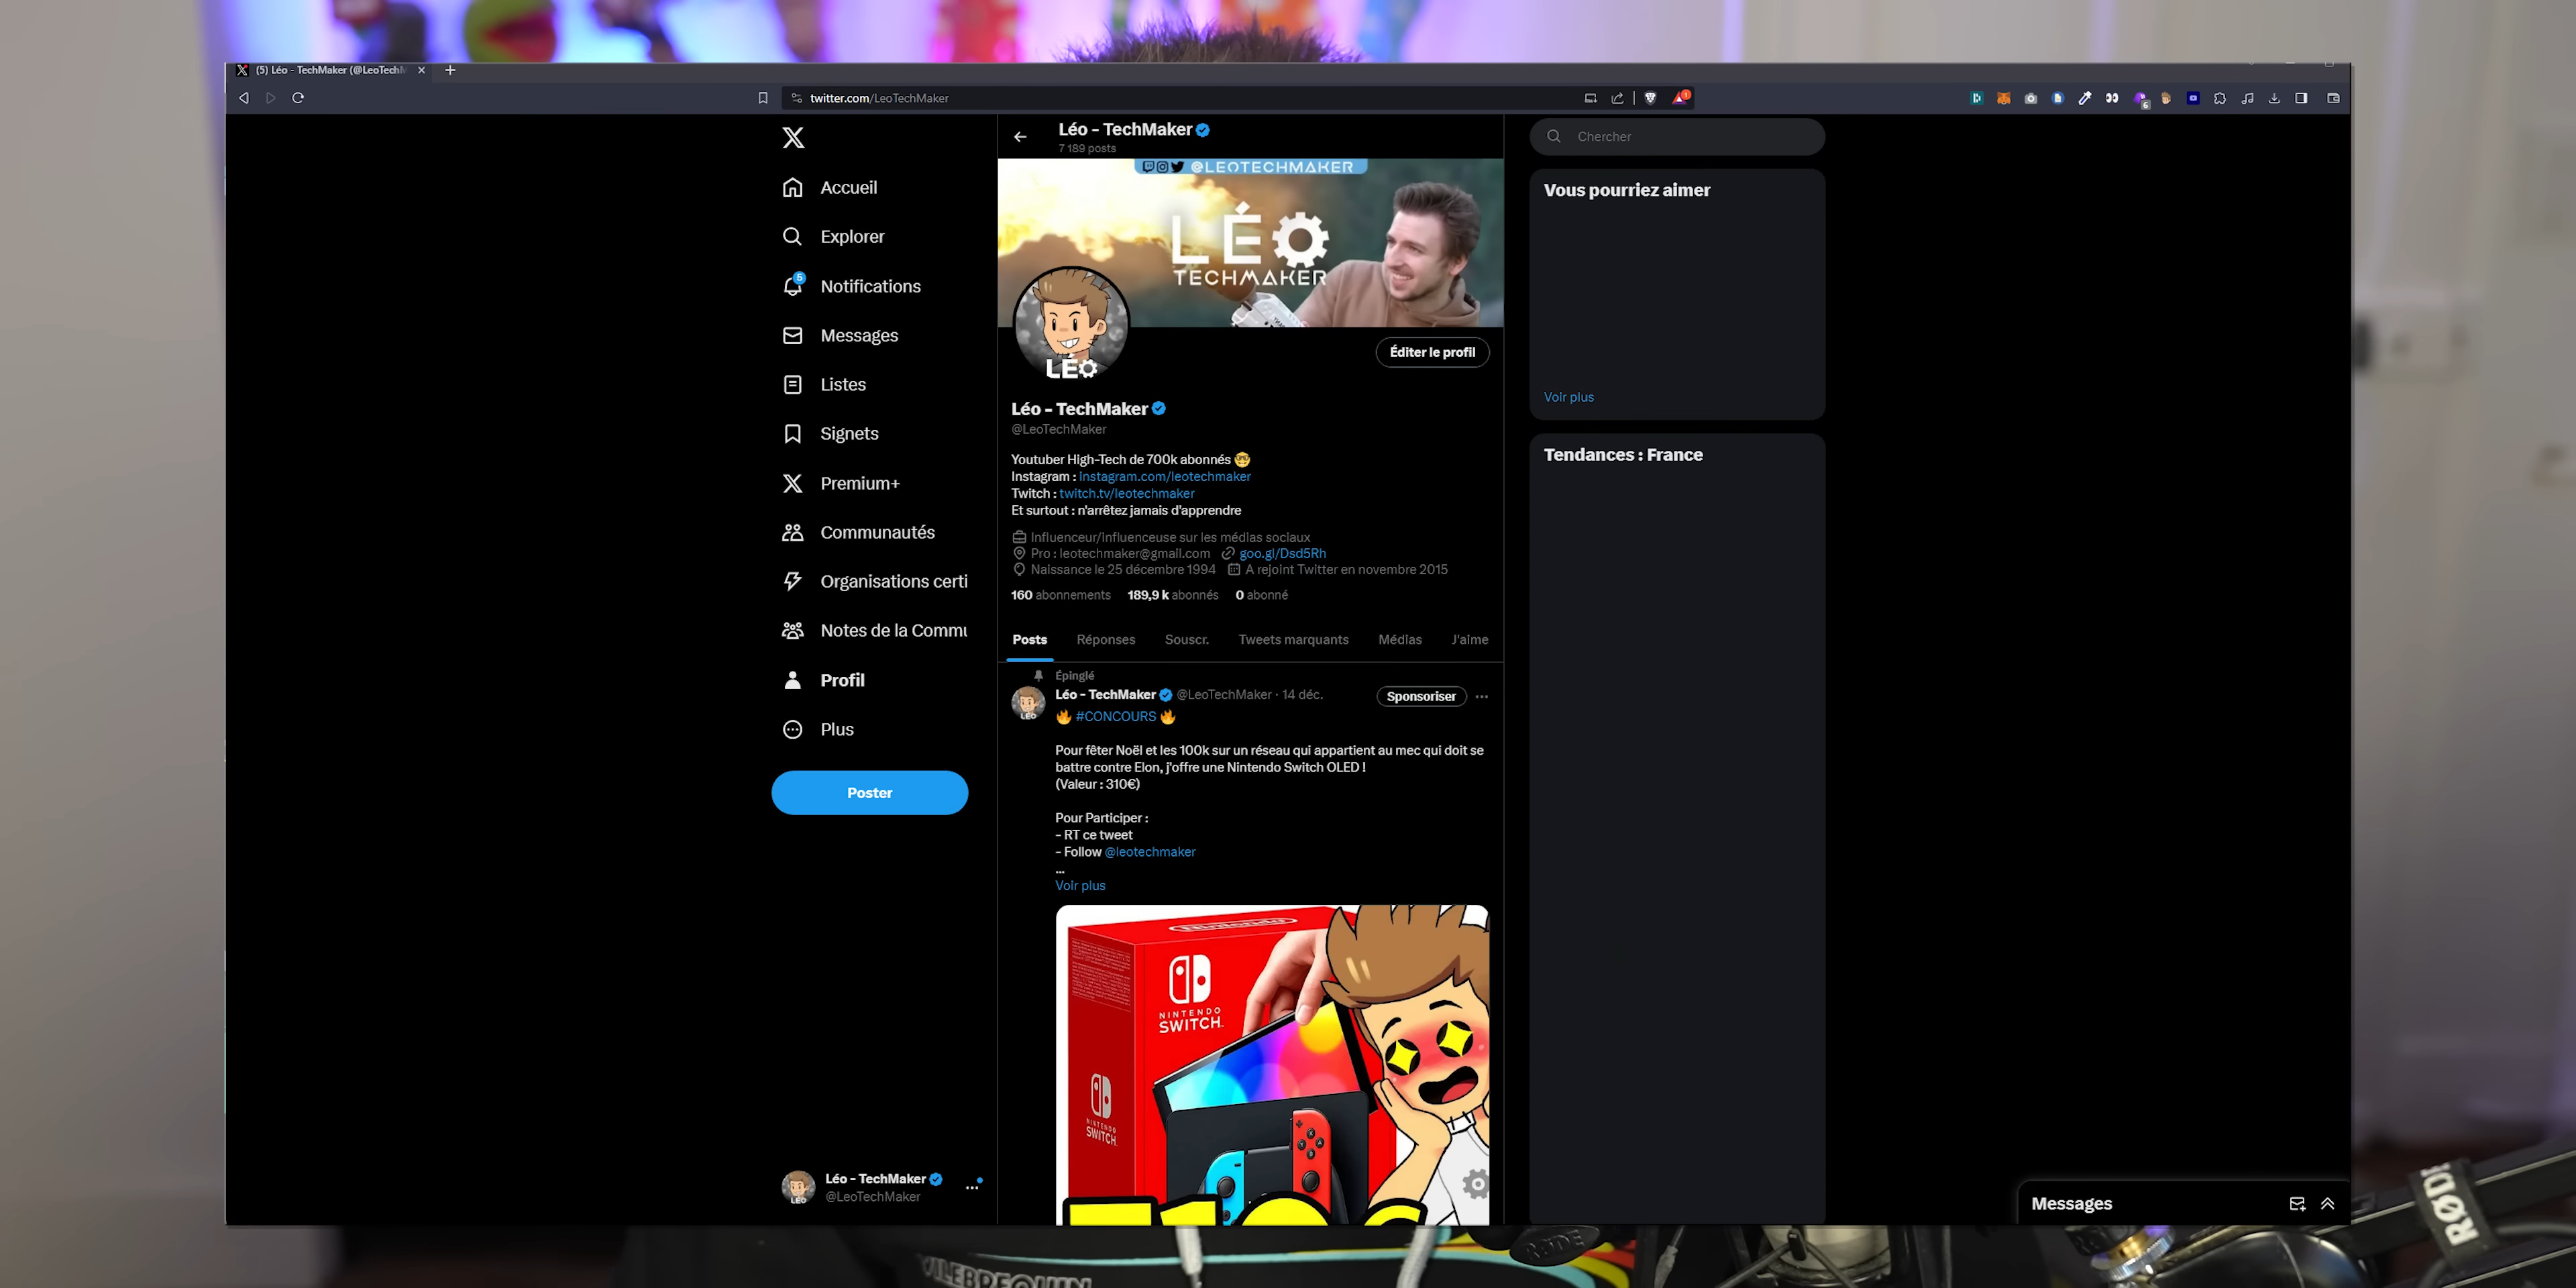 (5) Léo - TechMaker (@LeoTech
twitter.com/LeoTechMaker
Accueil
Explorer
5
Notifications
Messages
Listes
Signets
Premium+
Communautés
Organisations certi
Notes de la Commu
Profil
Plus
Poster
Léo - TechMaker
@LeoTechMaker
Léo - TechMaker
7 189 posts
@LEOTECHMAKER
LÉO
TECHMAKER
LÉO
Éditer le profil
Léo - TechMaker
@LeoTechMaker
Youtuber High-Tech de 700k abonnés 🤓
Instagram : instagram.com/leotechmaker
Twitch : twitch.tv/leotechmaker
Et surtout : n'arrêtez jamais d'apprendre
Influenceur/Influenceuse sur les médias sociaux
Pro : leotechmaker@gmail.com goo.gl/Dsd5Rh
Naissance le 25 décembre 1994 A rejoint Twitter en novembre 2015
160 abonnements 189,9 k abonnés 0 abonné
Posts Réponses Souscr. Tweets marquants Médias J'aime
Épinglé
Léo - TechMaker @LeoTechMaker · 14 déc. Sponsoriser
LÉO
🔥 #CONCOURS 🔥
Pour fêter Noël et les 100k sur un réseau qui appartient au mec qui doit se
battre contre Elon, j'offre une Nintendo Switch OLED !
(Valeur : 310€)
Pour Participer :
- RT ce tweet
- Follow @leotechmaker
...
Voir plus
Nintendo
NINTENDO
SWITCH
NINTENDO
SWITCH
Chercher
Vous pourriez aimer
Voir plus
Tendances : France
Messages
RØDE
RØDE
VILEBREQUIN